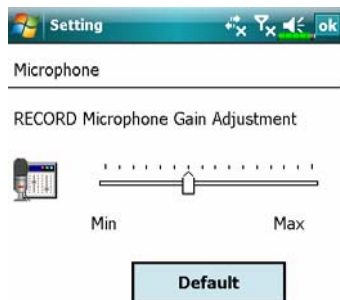 Setting ok
Microphone
RECORD Microphone Gain Adjustment
Min Max
Default